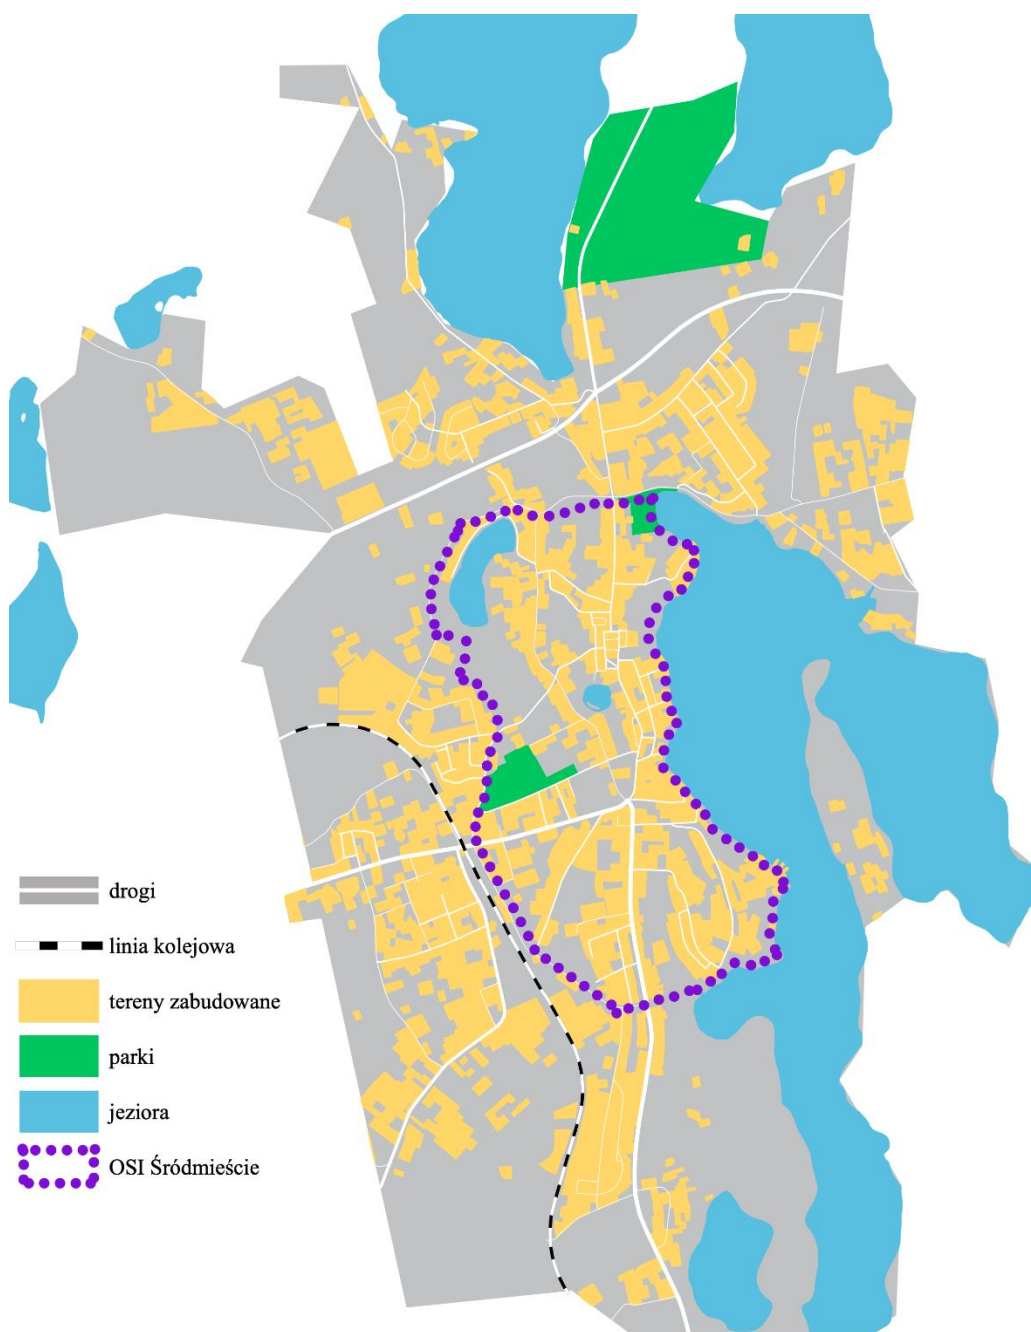 drogi
linia kolejowa
tereny zabudowane
parki
jeziora
OSI Śródmieście